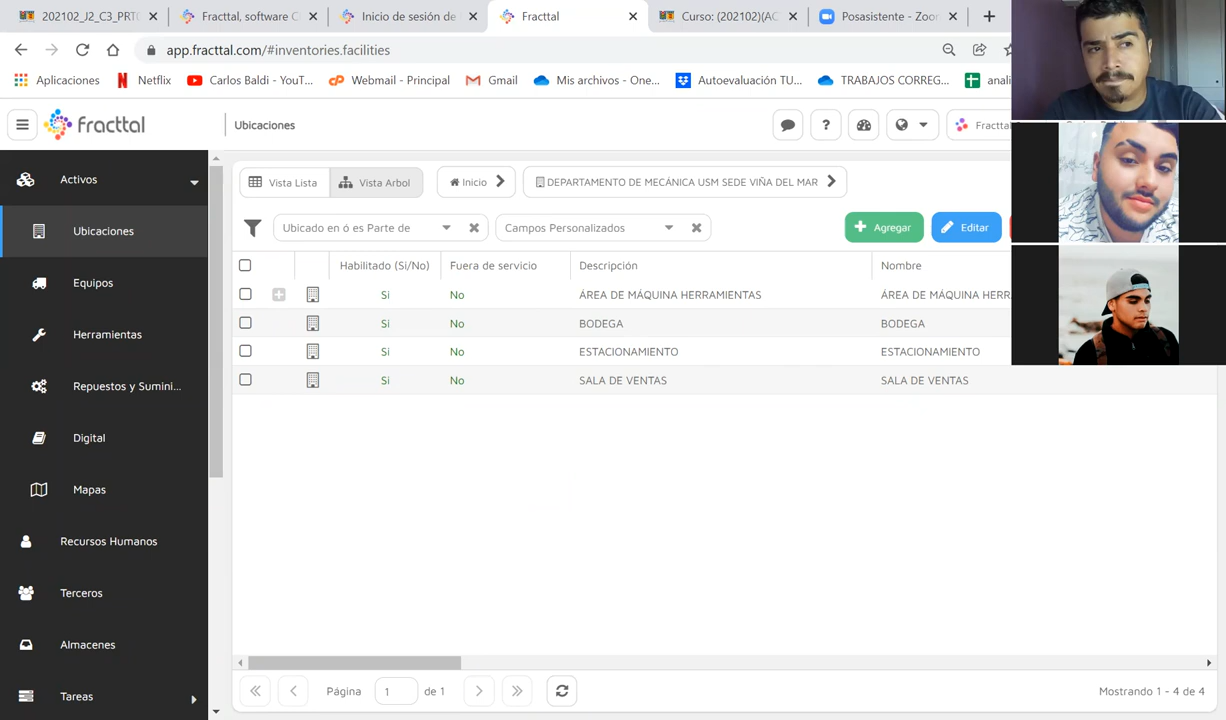 202102_J2_C3_PRT
Fracttal, software C
Inicio de sesión de
Fracttal
Curso: (202102)(AC
Posasistente - Zoo
app.fracttal.com/#inventories.facilities
Aplicaciones
Netflix
Carlos Baldi - YouT...
Webmail - Principal
Gmail
Mis archivos - One...
Autoevaluación TU...
TRABAJOS CORREG...
anali
fracttal
Ubicaciones
?
Fracttal
Activos
Ubicaciones
Equipos
Herramientas
Repuestos y Sumini...
Digital
Mapas
Recursos Humanos
Terceros
Almacenes
Tareas
Vista Lista
Vista Arbol
Inicio
DEPARTAMENTO DE MECÁNICA USM SEDE VIÑA DEL MAR
Ubicado en ó es Parte de
Campos Personalizados
Agregar
Editar
Habilitado (Si/No) Fuera de servicio Descripción Nombre
Si No ÁREA DE MÁQUINA HERRAMIENTAS ÁREA DE MÁQUINA HERR
Si No BODEGA BODEGA
Si No ESTACIONAMIENTO ESTACIONAMIENTO
Si No SALA DE VENTAS SALA DE VENTAS
Página 1 de 1
Mostrando 1 - 4 de 4